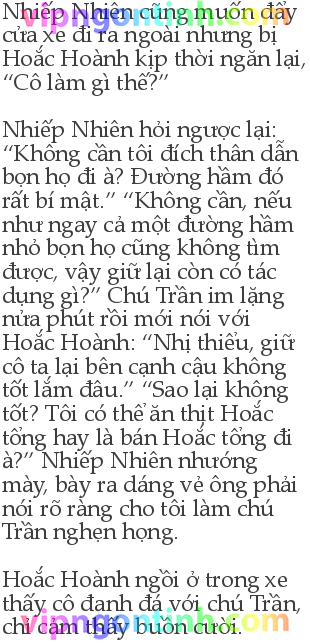 Nhiếp Nhiên cũng muốn đẩy
cửa xe đi ra ngoài nhưng bị
Hoắc Hoành kịp thời ngăn lại,
“Cô làm gì thế?”
Nhiếp Nhiên hỏi ngược lại:
“Không cần tôi đích thân dẫn
bọn họ đi à? Đường hầm đó
rất bí mật.” “Không cần, nếu
như ngay cả một đường hầm
nhỏ bọn họ cũng không tìm
được, vậy giữ lại còn có tác
dụng gì?” Chú Trần im lặng
nửa phút rồi mới nói với
Hoắc Hoành: “Nhị thiểu, giữ
cô ta lại bên cạnh cậu không
tốt lắm đâu.” “Sao lại không
tốt? Tôi có thể ăn thịt Hoắc
tổng hay là bán Hoắc tổng đi
à?” Nhiếp Nhiên nhướng
mày, bày ra dáng vẻ ông phải
nói rõ ràng cho tôi làm chú
Trần nghẹn họng.
Hoắc Hoành ngồi ở trong xe
thấy cô đanh đá với chú Trần,
chỉ cảm thấy buồn cười.
vipngontinh.com
vipngontinh.com